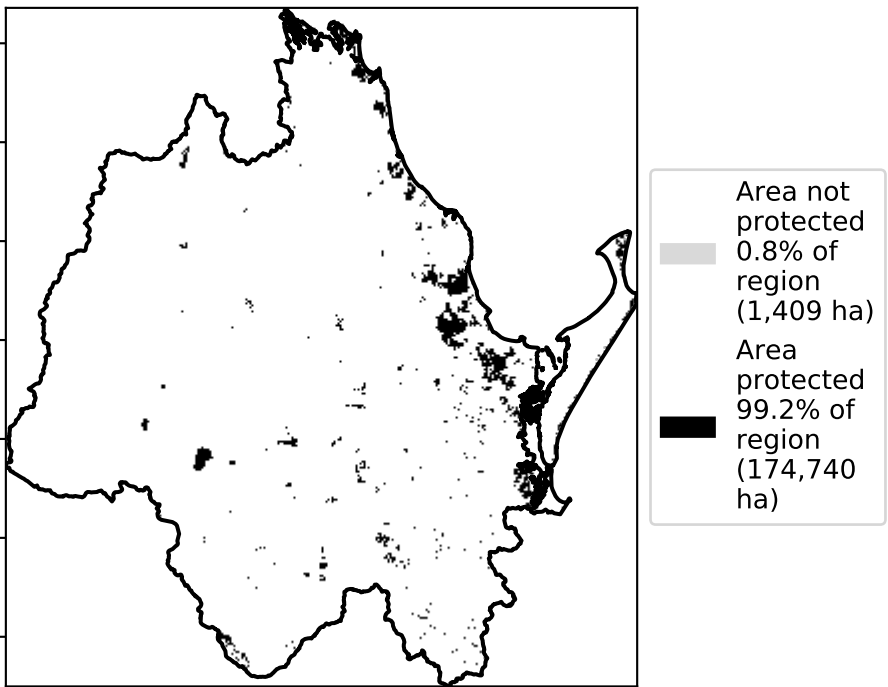 Area not
protected
0.8% of
region
(1,409 ha)
Area
protected
99.2% of
region
(174,740
ha)